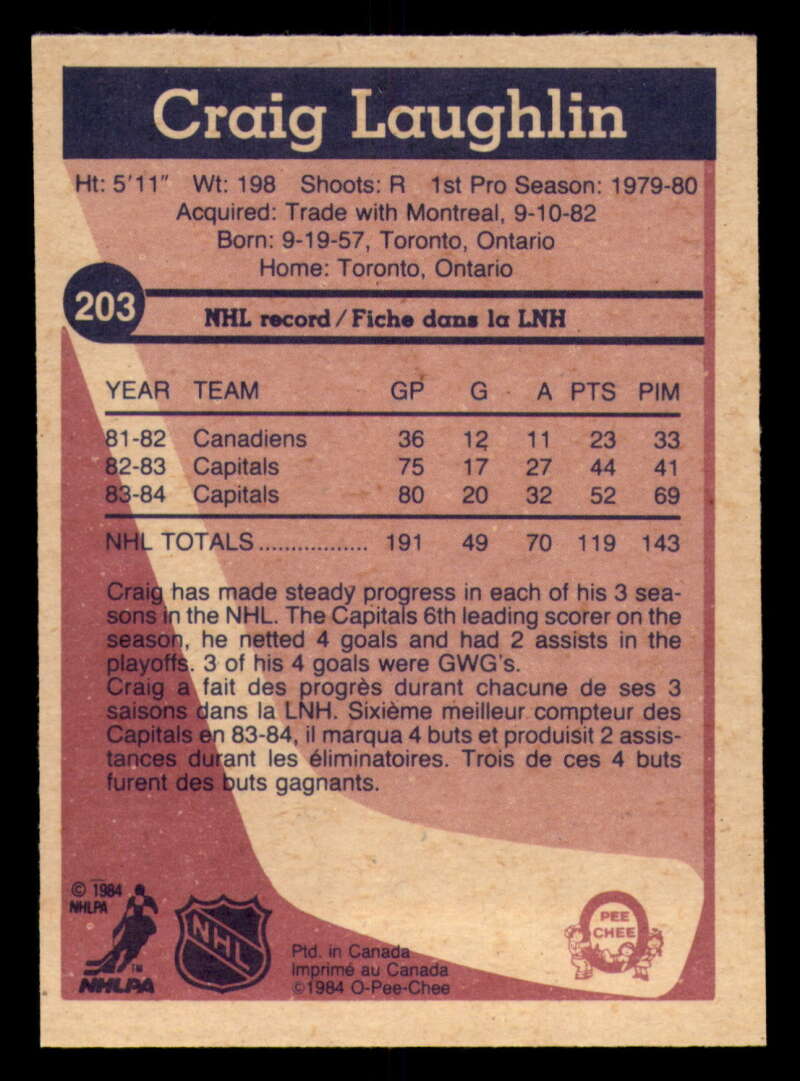 Craig Laughlin
Ht: 5'11" Wt: 198 Shoots: R 1st Pro Season: 1979-80
Acquired: Trade with Montreal, 9-10-82
Born: 9-19-57, Toronto, Ontario
Home: Toronto, Ontario
203
NHL record/Fiche dans la LNH
YEAR TEAM GP G A PTS PIM
81-82 Canadiens 36 12 11 23 33
82-83 Capitals 75 17 27 44 41
83-84 Capitals 80 20 32 52 69
NHL TOTALS................. 191 49 70 119 143
Craig has made steady progress in each of his 3 sea-
sons in the NHL. The Capitals 6th leading scorer on the
season, he netted 4 goals and had 2 assists in the
playoffs. 3 of his 4 goals were GWG's.
Craig a fait des progrès durant chacune de ses 3
saisons dans la LNH. Sixième meilleur compteur des
Capitals en 83-84, il marqua 4 buts et produisit 2 assis-
tances durant les éliminatoires. Trois de ces 4 buts
furent des buts gagnants.
© 1984
NHLPA
TM
NHLPA
NHL
Ptd. in Canada
Imprimé au Canada
©1984 O-Pee-Chee
PEE
CHEE